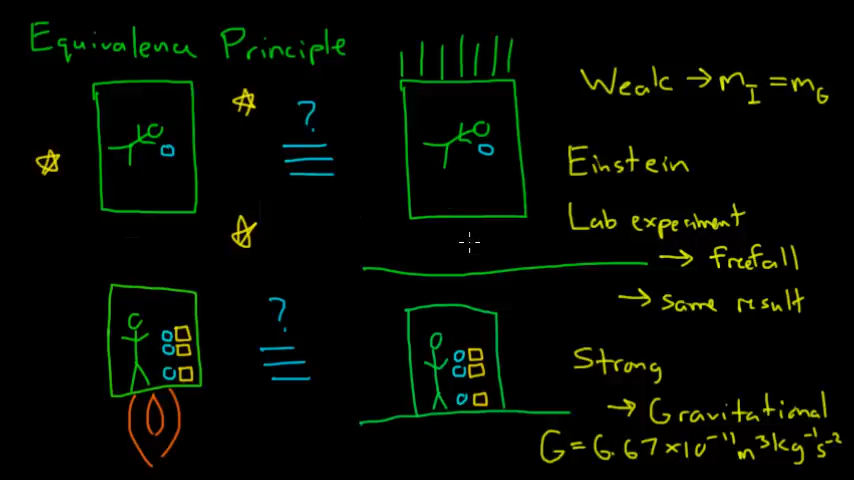 Equivalence Principle
?
?
Weak → m_I = m_G
Einstein
Lab experiment
→ freefall
→ same result
Strong
→ Gravitational
G = 6.67 × 10⁻¹¹ m³ kg⁻¹ s⁻²